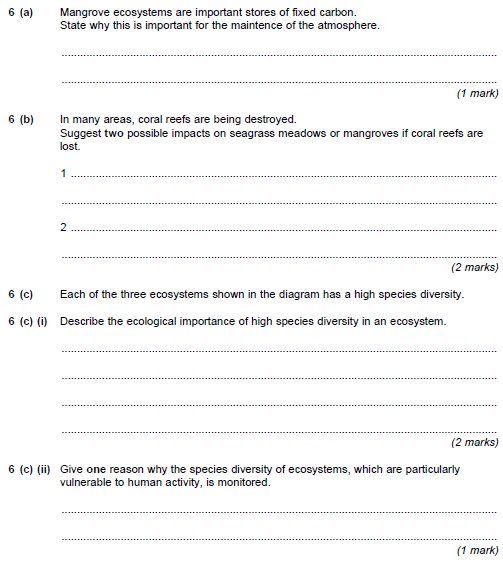 6 (a) Mangrove ecosystems are important stores of fixed carbon.
State why this is important for the maintence of the atmosphere.
(1 mark)
6 (b) In many areas, coral reefs are being destroyed.
Suggest two possible impacts on seagrass meadows or mangroves if coral reefs are
lost.
1
2
(2 marks)
6 (c) Each of the three ecosystems shown in the diagram has a high species diversity.
6 (c) (i) Describe the ecological importance of high species diversity in an ecosystem.
(2 marks)
6 (c) (ii) Give one reason why the species diversity of ecosystems, which are particularly
vulnerable to human activity, is monitored.
(1 mark)